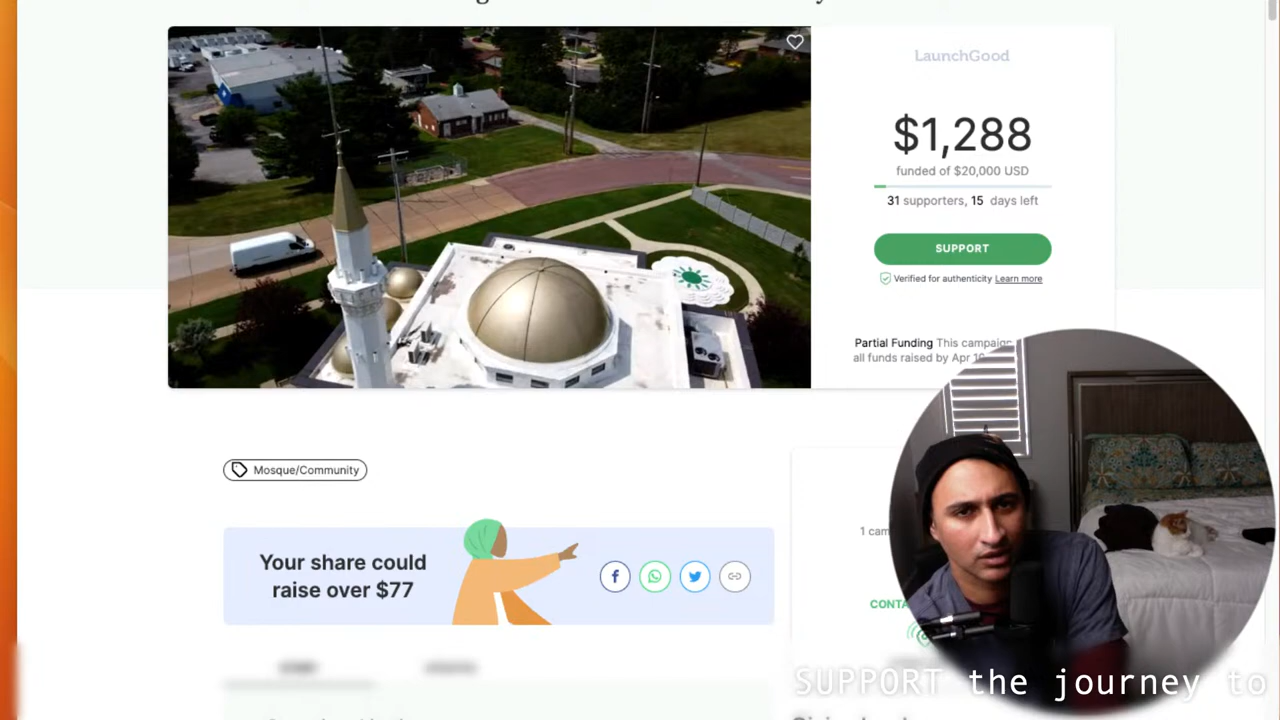 LaunchGood
$1,288
funded of $20,000 USD
31 supporters, 15 days left
SUPPORT
Verified for authenticity Learn more
Partial Funding This campaign
all funds raised by Apr
Mosque/Community
Your share could
raise over $77
1
SUPPORT the journey to